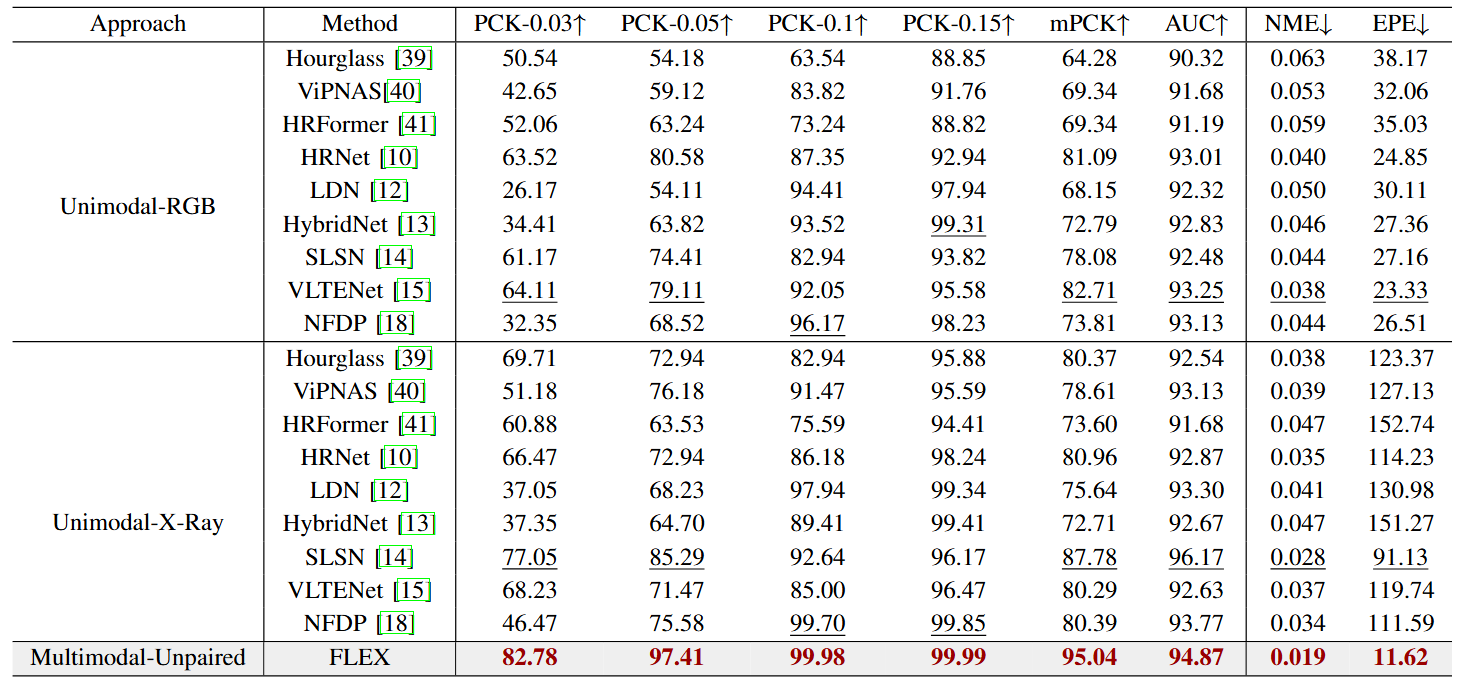 Approach Method PCK-0.03↑ PCK-0.05↑ PCK-0.1↑ PCK-0.15↑ mPCK↑ AUC↑ NME↓ EPE↓
Hourglass [39] 50.54 54.18 63.54 88.85 64.28 90.32 0.063 38.17
ViPNAS[40] 42.65 59.12 83.82 91.76 69.34 91.68 0.053 32.06
HRFormer [41] 52.06 63.24 73.24 88.82 69.34 91.19 0.059 35.03
HRNet [10] 63.52 80.58 87.35 92.94 81.09 93.01 0.040 24.85
Unimodal-RGB LDN [12] 26.17 54.11 94.41 97.94 68.15 92.32 0.050 30.11
HybridNet [13] 34.41 63.82 93.52 99.31 72.79 92.83 0.046 27.36
SLSN [14] 61.17 74.41 82.94 93.82 78.08 92.48 0.044 27.16
VLTENet [15] 64.11 79.11 92.05 95.58 82.71 93.25 0.038 23.33
NFDP [18] 32.35 68.52 96.17 98.23 73.81 93.13 0.044 26.51
Hourglass [39] 69.71 72.94 82.94 95.88 80.37 92.54 0.038 123.37
ViPNAS [40] 51.18 76.18 91.47 95.59 78.61 93.13 0.039 127.13
HRFormer [41] 60.88 63.53 75.59 94.41 73.60 91.68 0.047 152.74
HRNet [10] 66.47 72.94 86.18 98.24 80.96 92.87 0.035 114.23
LDN [12] 37.05 68.23 97.94 99.34 75.64 93.30 0.041 130.98
Unimodal-X-Ray HybridNet [13] 37.35 64.70 89.41 99.41 72.71 92.67 0.047 151.27
SLSN [14] 77.05 85.29 92.64 96.17 87.78 96.17 0.028 91.13
VLTENet [15] 68.23 71.47 85.00 96.47 80.29 92.63 0.037 119.74
NFDP [18] 46.47 75.58 99.70 99.85 80.39 93.77 0.034 111.59
Multimodal-Unpaired FLEX 82.78 97.41 99.98 99.99 95.04 94.87 0.019 11.62